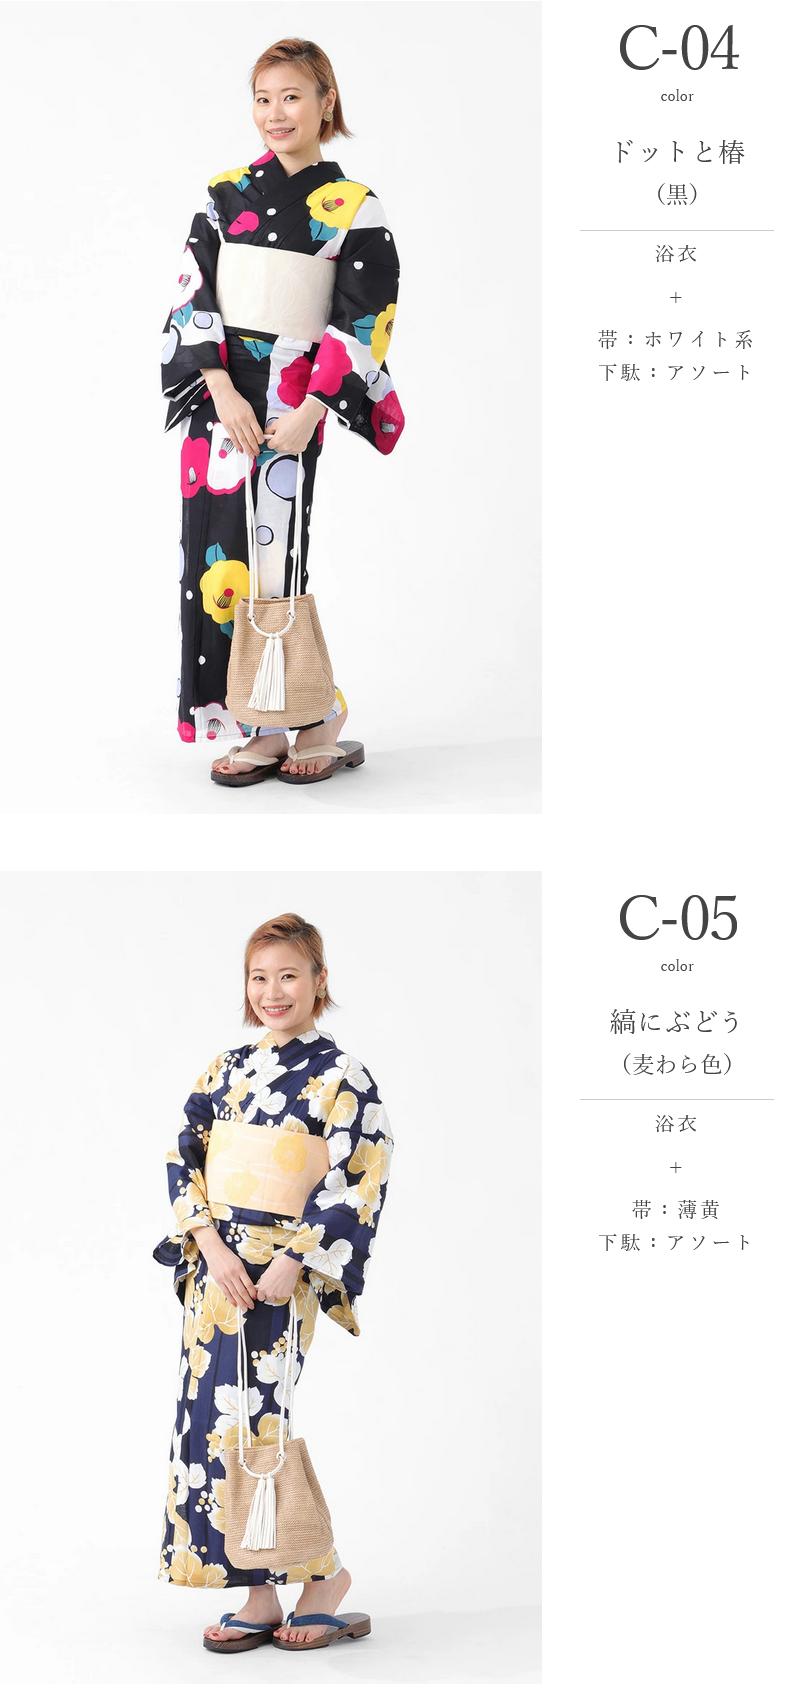 C-04
color
ドットと椿
（黒）
浴衣
+
帯：ホワイト系
下駄：アソート
C-05
color
縞にぶどう
（麦わら色）
浴衣
+
帯：薄黄
下駄：アソート